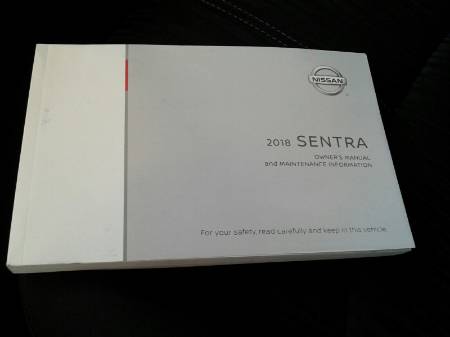 NISSAN
2018 SENTRA
OWNER'S MANUAL
and MAINTENANCE INFORMATION
For your safety, read carefully and keep in this vehicle.